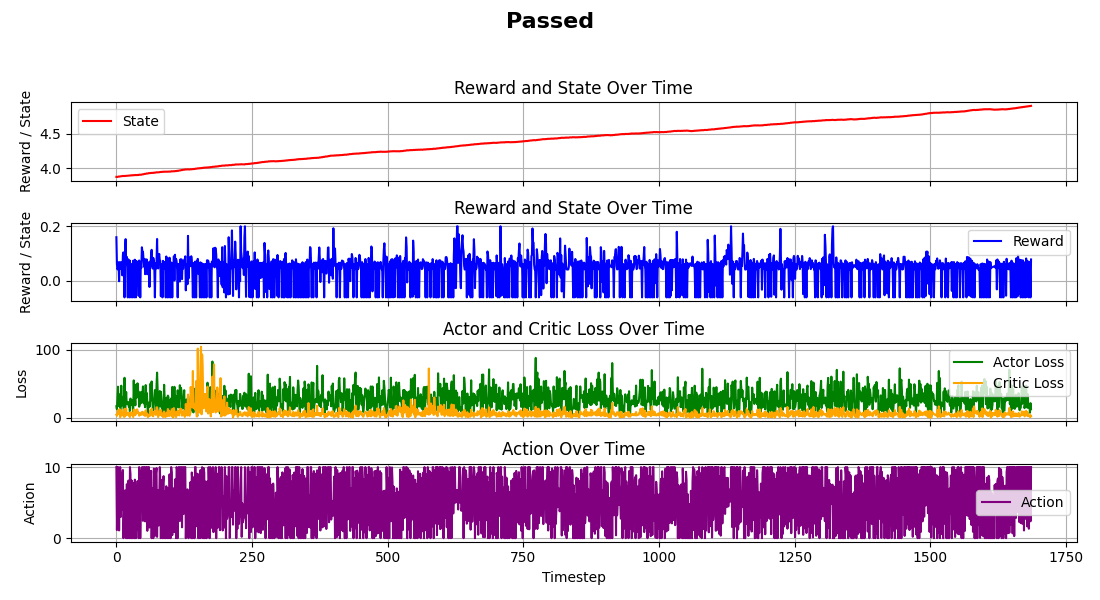 Passed
Reward and State Over Time
Reward / State
4.5
4.0
State
Reward and State Over Time
Reward / State
0.2
0.0
Reward
Actor and Critic Loss Over Time
Loss
100
0
Actor Loss
Critic Loss
Action Over Time
Action
10
0
Action
0 250 500 750 1000 1250 1500 1750
Timestep